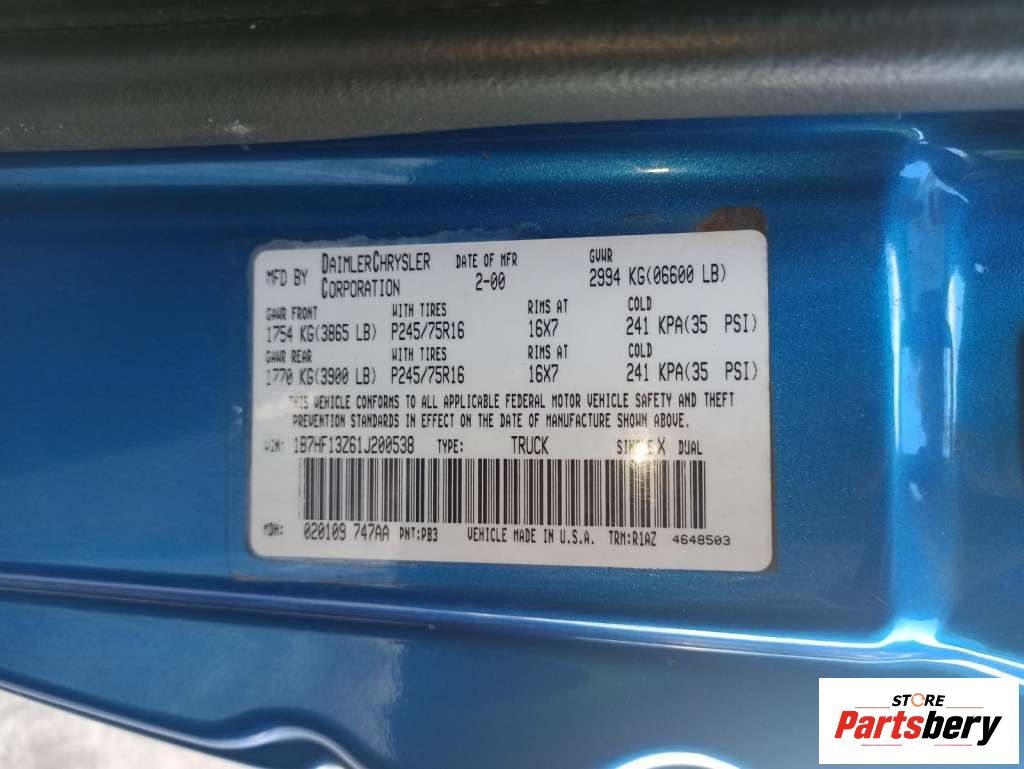 MFD BY DAIMLERCHRYSLER CORPORATION DATE OF MFR 2-00 GVWR 2994 KG(06600 LB)
GAWR FRONT WITH TIRES RIMS AT COLD
1754 KG(3865 LB) P245/75R16 16X7 241 KPA(35 PSI)
GAWR REAR WITH TIRES RIMS AT COLD
1770 KG(3900 LB) P245/75R16 16X7 241 KPA(35 PSI)
THIS VEHICLE CONFORMS TO ALL APPLICABLE FEDERAL MOTOR VEHICLE SAFETY AND THEFT
PREVENTION STANDARDS IN EFFECT ON THE DATE OF MANUFACTURE SHOWN ABOVE.
VIN: 1B7HF13Z61J200538 TYPE: TRUCK SINGLE X DUAL
MDH: 020109 747AA PNT:PB3 VEHICLE MADE IN U.S.A. TRM:R1AZ 4648503
STORE
Partsbery